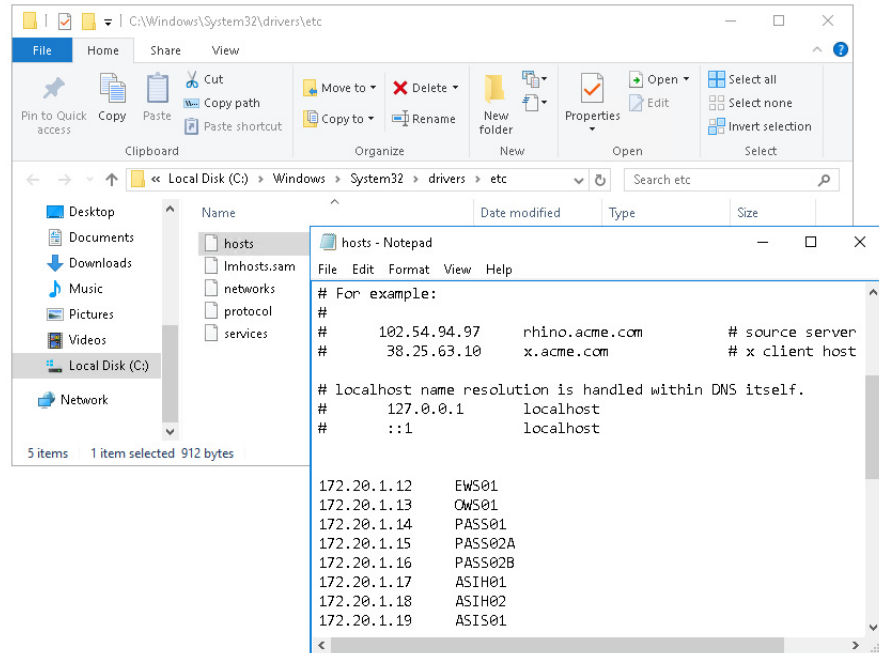 C:\Windows\System32\drivers\etc
File Home Share View
Pin to Quick access
Copy
Paste
Cut
Copy path
Paste shortcut
Clipboard
Move to
Copy to
Delete
Rename
Organize
New folder
New
Properties
Open
Edit
Open
Select all
Select none
Invert selection
Select
« Local Disk (C:) > Windows > System32 > drivers > etc
Search etc
Desktop
Documents
Downloads
Music
Pictures
Videos
Local Disk (C:)
Network
Name Date modified Type Size
hosts
lmhosts.sam
networks
protocol
services
5 items 1 item selected 912 bytes
hosts - Notepad
File Edit Format View Help
# For example:
#
# 102.54.94.97 rhino.acme.com # source server
# 38.25.63.10 x.acme.com # x client host
# localhost name resolution is handled within DNS itself.
# 127.0.0.1 localhost
# ::1 localhost
172.20.1.12 EWS01
172.20.1.13 OWS01
172.20.1.14 PASS01
172.20.1.15 PASS02A
172.20.1.16 PASS02B
172.20.1.17 ASIH01
172.20.1.18 ASIH02
172.20.1.19 ASIS01